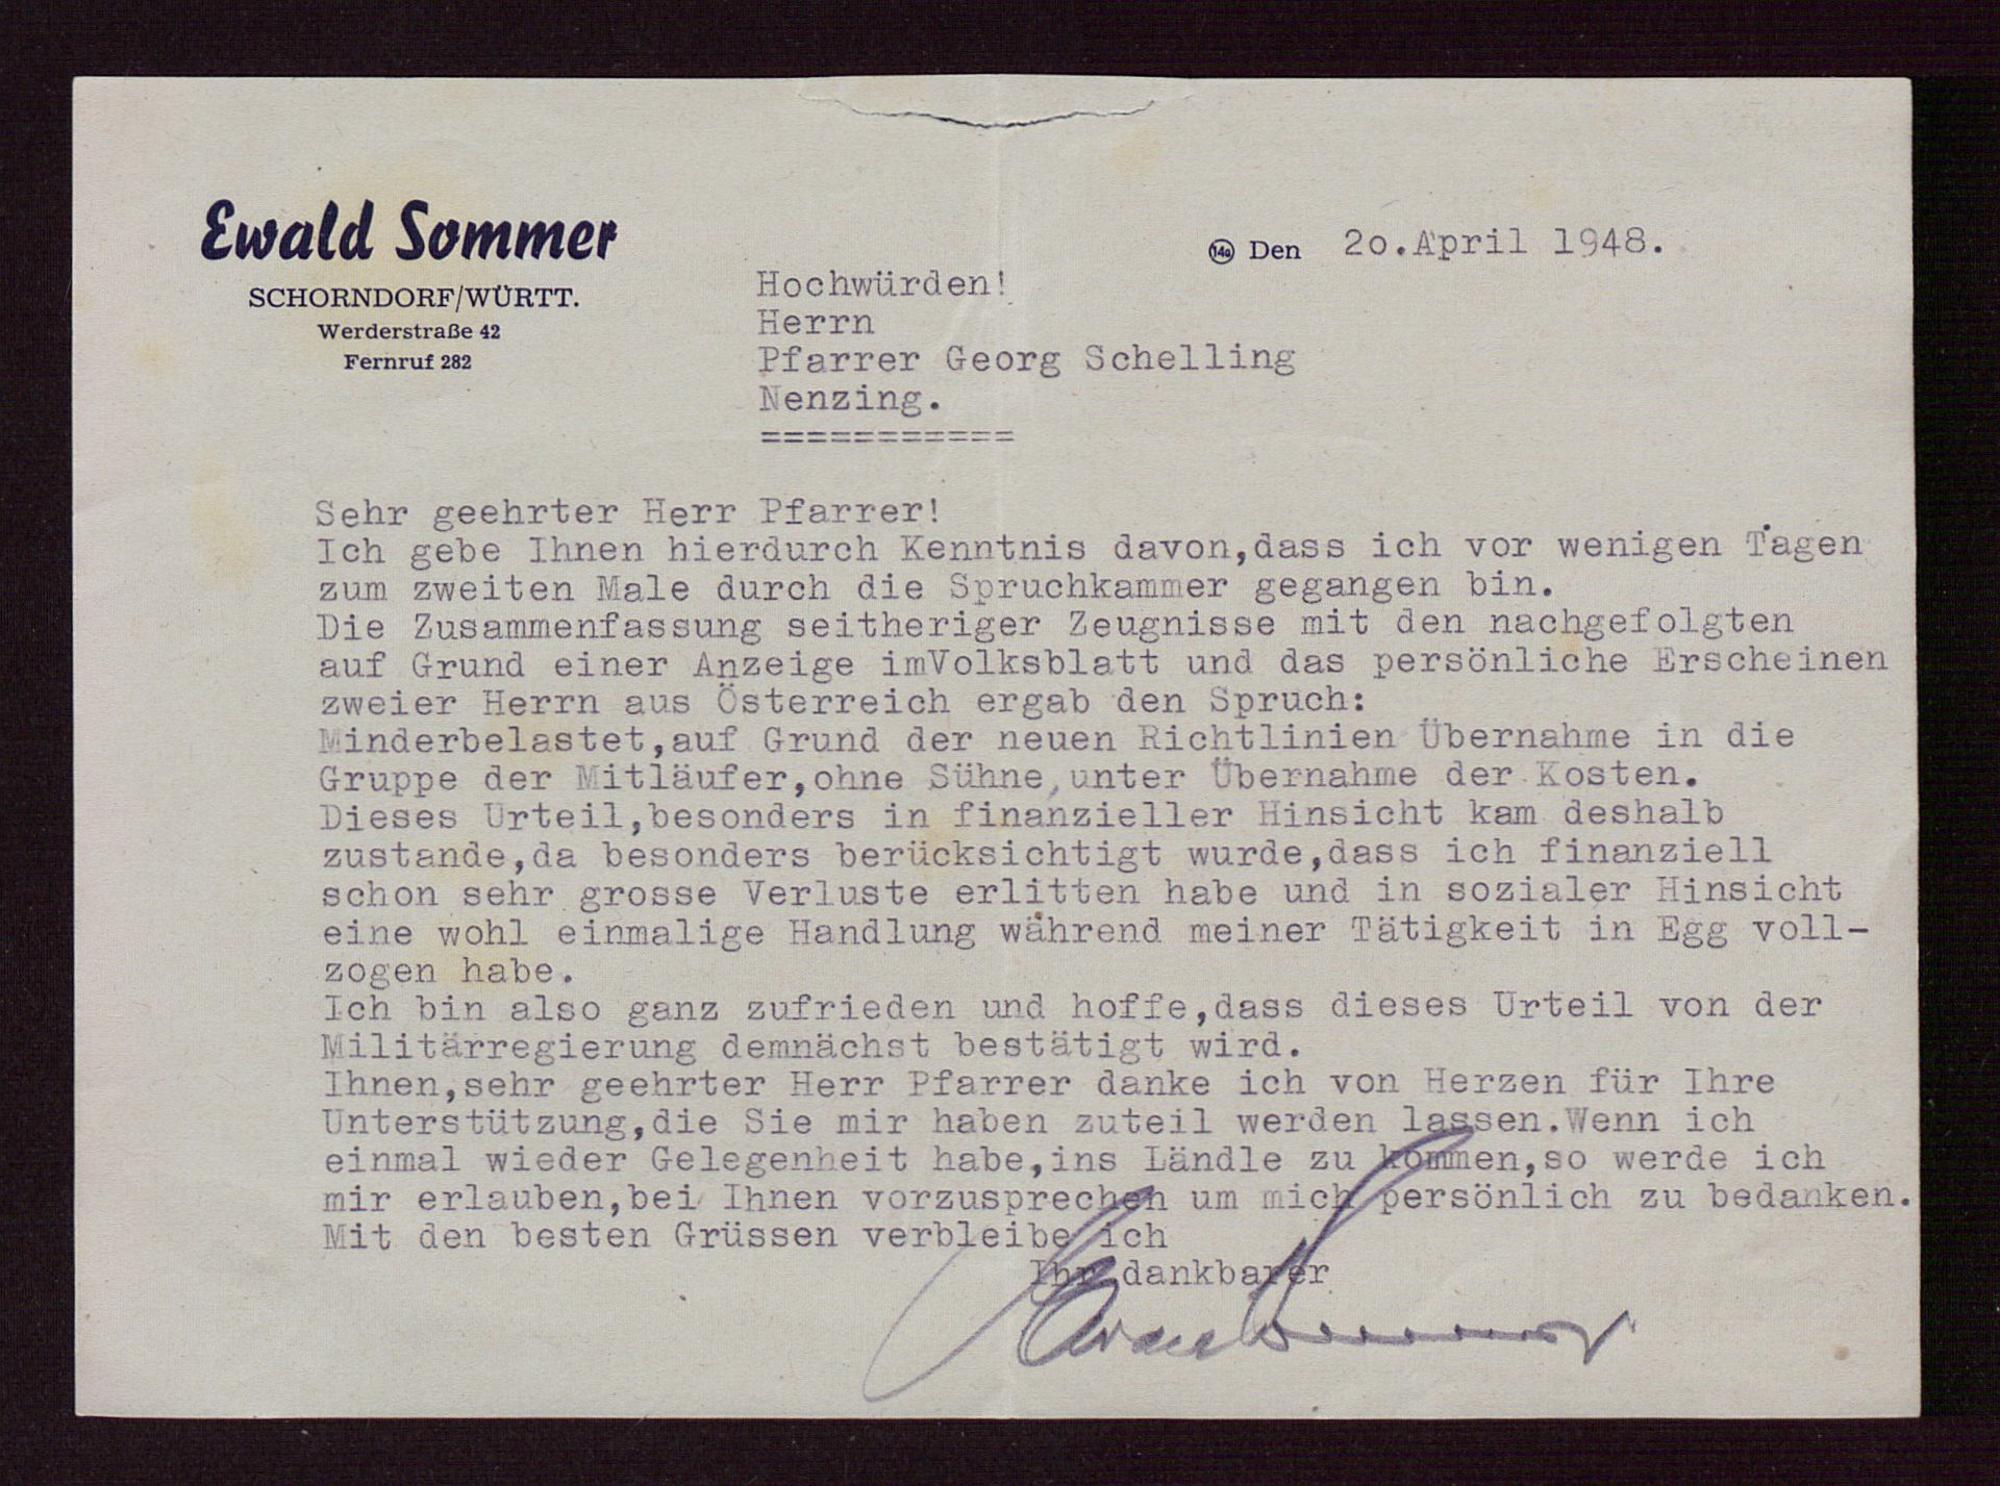 Ewald Sommer
SCHORNDORF/WÜRTT.
Werderstraße 42
Fernruf 282
14a Den 20.April 1948.
Hochwürden!
Herrn
Pfarrer Georg Schelling
Nenzing.
===========
Sehr geehrter Herr Pfarrer!
Ich gebe Ihnen hierdurch Kenntnis davon,dass ich vor wenigen Tagen
zum zweiten Male durch die Spruchkammer gegangen bin.
Die Zusammenfassung seitheriger Zeugnisse mit den nachgefolgten
auf Grund einer Anzeige imVolksblatt und das persönliche Erscheinen
zweier Herrn aus Österreich ergab den Spruch:
Minderbelastet,auf Grund der neuen Richtlinien Übernahme in die
Gruppe der Mitläufer,ohne Sühne,unter Übernahme der Kosten.
Dieses Urteil,besonders in finanzieller Hinsicht kam deshalb
zustande,da besonders berücksichtigt wurde,dass ich finanziell
schon sehr grosse Verluste erlitten habe und in sozialer Hinsicht
eine wohl einmalige Handlung während meiner Tätigkeit in Egg voll-
zogen habe.
Ich bin also ganz zufrieden und hoffe,dass dieses Urteil von der
Militärregierung demnächst bestätigt wird.
Ihnen,sehr geehrter Herr Pfarrer danke ich von Herzen für Ihre
Unterstützung,die Sie mir haben zuteil werden lassen.Wenn ich
einmal wieder Gelegenheit habe,ins Ländle zu kommen,so werde ich
mir erlauben,bei Ihnen vorzusprechen um mich persönlich zu bedanken.
Mit den besten Grüssen verbleibe ich
Ihr dankbarer
Ewald Sommer